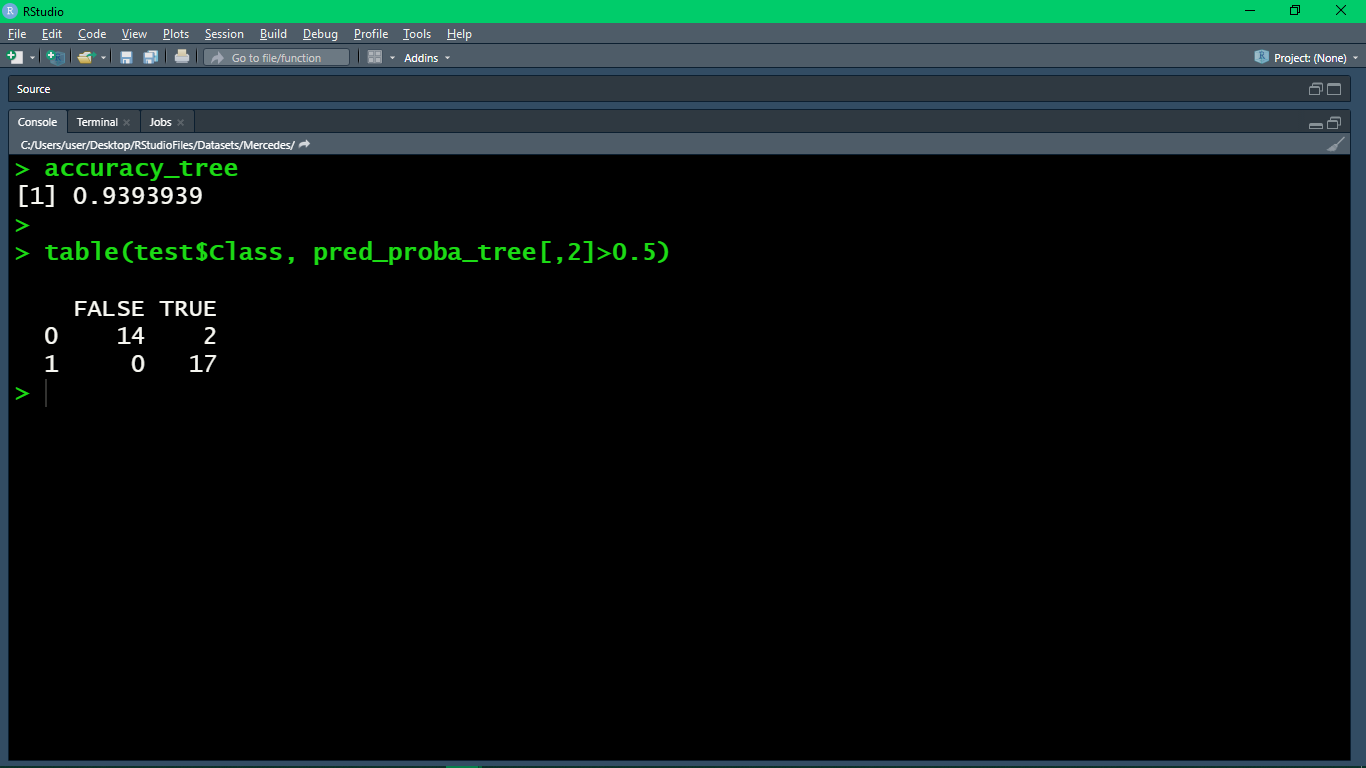 R RStudio
File Edit Code View Plots Session Build Debug Profile Tools Help
Go to file/function Addins Project: (None)
Source
Console Terminal Jobs
C:/Users/user/Desktop/RStudioFiles/Datasets/Mercedes/
> accuracy_tree
[1] 0.9393939
>
> table(test$Class, pred_proba_tree[,2]>0.5)
FALSE TRUE
0 14 2
1 0 17
>